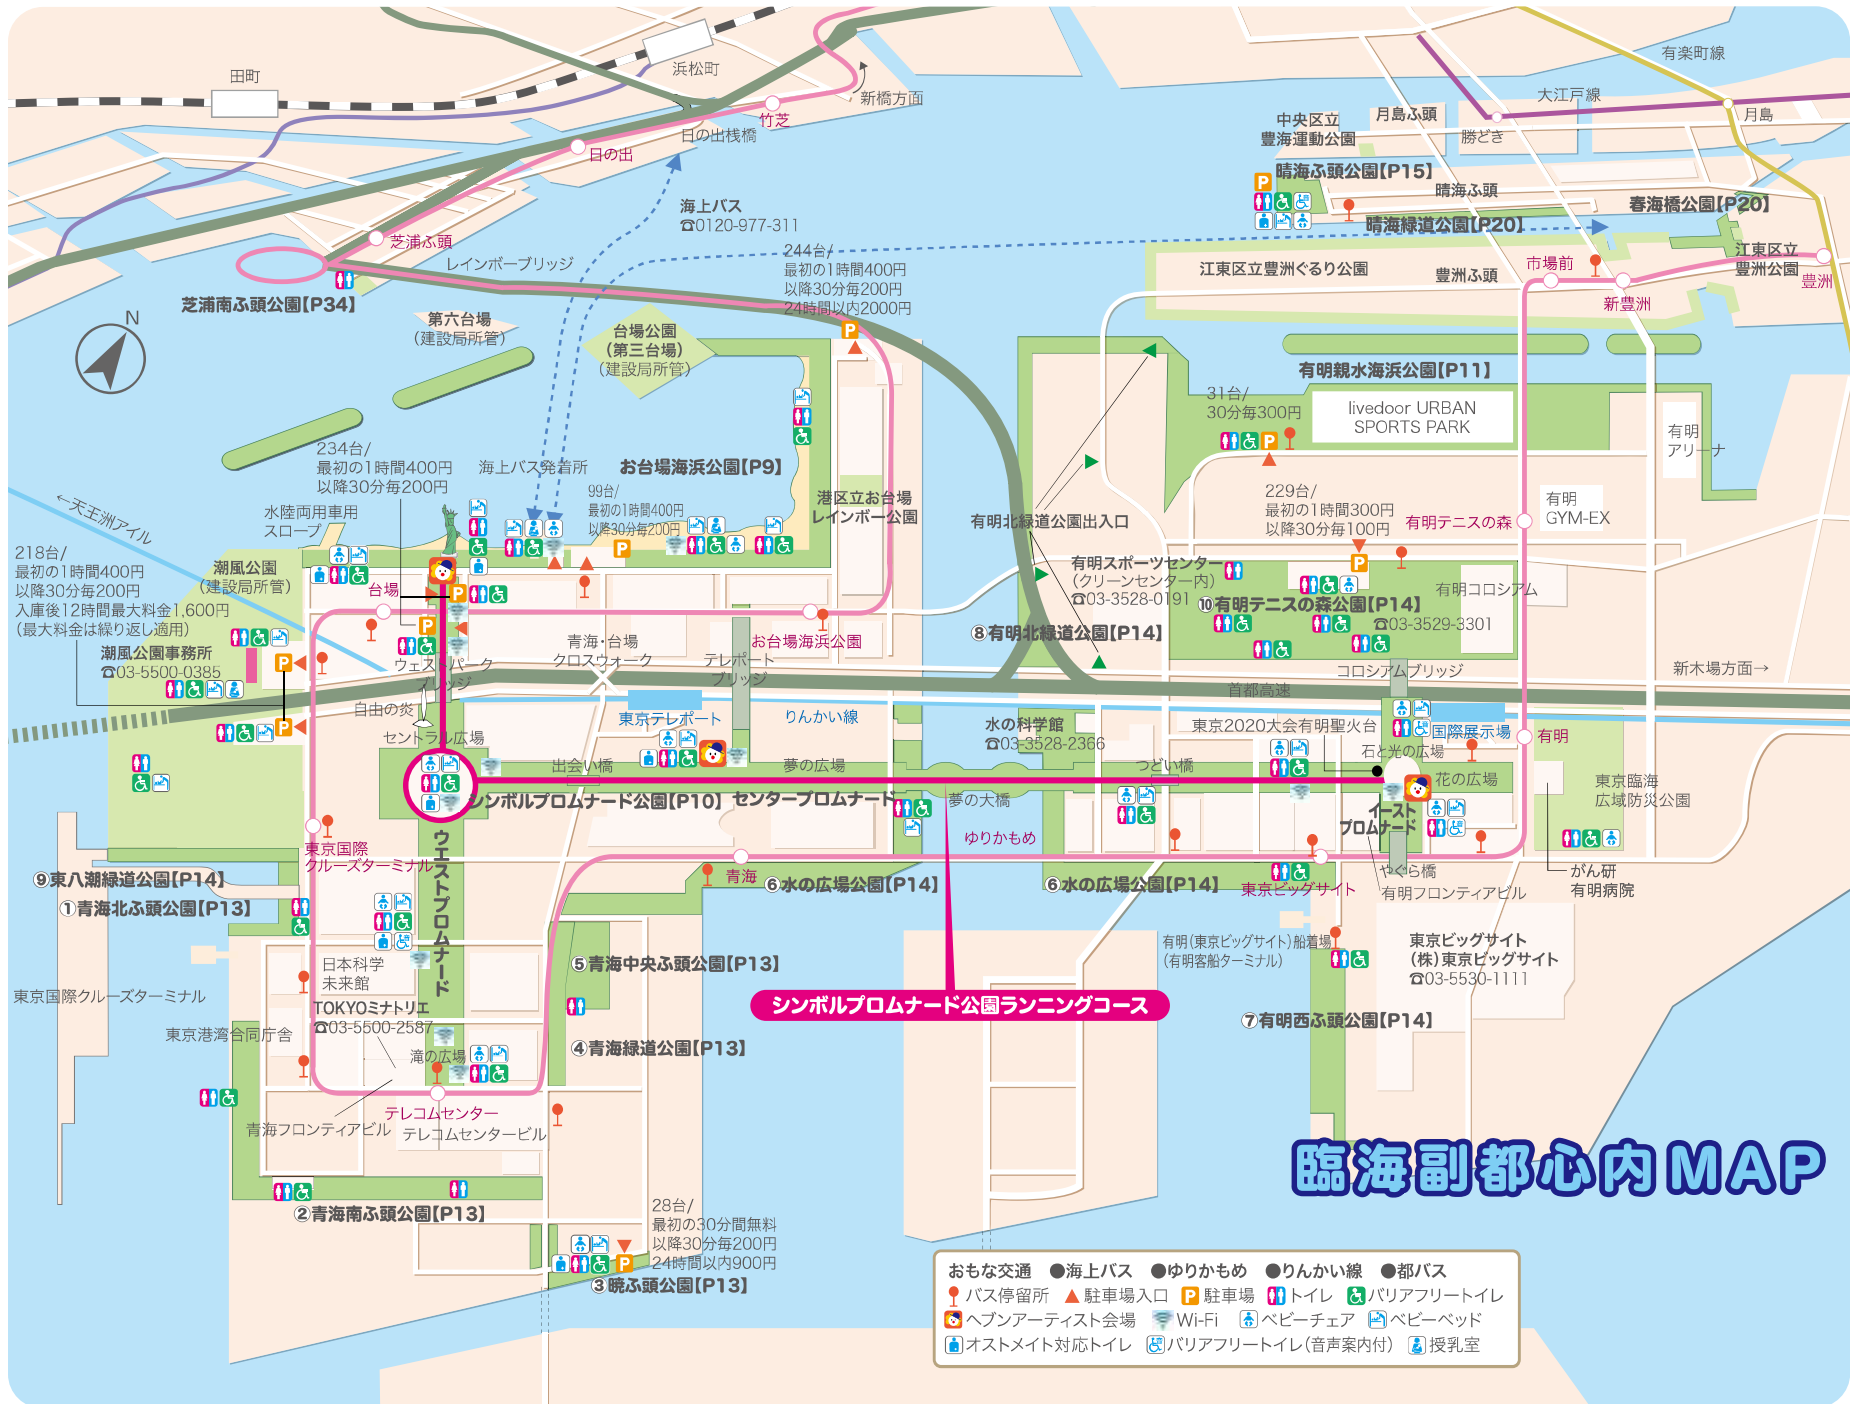 田町
浜松町
新橋方面
竹芝
日の出桟橋
日の出
有楽町線
大江戸線
月島
月島ふ頭
勝どき
中央区立
豊海運動公園
晴海ふ頭公園【P15】
晴海ふ頭
春海橋公園【P20】
晴海緑道公園【P20】
海上バス
☎0120-977-311
芝浦ふ頭
レインボーブリッジ
芝浦南ふ頭公園【P34】
244台/
最初の1時間400円
以降30分毎200円
24時間以内2000円
江東区立豊洲ぐるり公園
豊洲ふ頭
市場前
新豊洲
江東区立
豊洲公園
豊洲
N
第六台場
(建設局所管)
台場公園
(第三台場)
(建設局所管)
有明親水海浜公園【P11】
31台/
30分毎300円
livedoor URBAN
SPORTS PARK
有明
アリーナ
234台/
最初の1時間400円
以降30分毎200円
海上バス発着所
お台場海浜公園【P9】
99台/
最初の1時間400円
以降30分毎200円
港区立お台場
レインボー公園
有明北緑道公園出入口
229台/
最初の1時間300円
以降30分毎100円
有明テニスの森
有明
GYM-EX
←天王洲アイル
水陸両用車用
スロープ
218台/
最初の1時間400円
以降30分毎200円
入庫後12時間最大料金1,600円
(最大料金は繰り返し適用)
潮風公園
(建設局所管)
台場
潮風公園事務所
☎03-5500-0385
有明スポーツセンター
(クリーンセンター内)
☎03-3528-0191
⑩有明テニスの森公園【P14】
☎03-3529-3301
有明コロシアム
⑧有明北緑道公園【P14】
お台場海浜公園
青海・台場
クロスウォーク
テレポート
ブリッジ
ウェストパーク
ブリッジ
自由の炎
セントラル広場
コロシアムブリッジ
新木場方面→
首都高速
東京テレポート
りんかい線
水の科学館
☎03-3528-2366
東京2020大会有明聖火台
国際展示場
石と光の広場
有明
花の広場
出会い橋
夢の広場
つどい橋
東京臨海
広域防災公園
シンボルプロムナード公園【P10】
センタープロムナード
夢の大橋
イースト
プロムナード
ウエストプロムナード
ゆりかもめ
東京国際
クルーズターミナル
青海
⑥水の広場公園【P14】
⑥水の広場公園【P14】
東京ビッグサイト
やぐら橋
有明フロンティアビル
がん研
有明病院
⑨東八潮緑道公園【P14】
①青海北ふ頭公園【P13】
東京国際クルーズターミナル
日本科学
未来館
TOKYOミナトリエ
☎03-5500-2587
⑤青海中央ふ頭公園【P13】
有明(東京ビッグサイト)船着場
(有明客船ターミナル)
東京ビッグサイト
(株)東京ビッグサイト
☎03-5530-1111
シンボルプロムナード公園ランニングコース
⑦有明西ふ頭公園【P14】
東京港湾合同庁舎
滝の広場
④青海緑道公園【P13】
テレコムセンター
青海フロンティアビル
テレコムセンタービル
臨海副都心内MAP
②青海南ふ頭公園【P13】
28台/
最初の30分間無料
以降30分毎200円
24時間以内900円
③暁ふ頭公園【P13】
おもな交通 ●海上バス ●ゆりかもめ ●りんかい線 ●都バス
バス停留所 駐車場入口 P 駐車場 トイレ バリアフリートイレ
ヘブンアーティスト会場 Wi-Fi ベビーチェア ベビーベッド
オストメイト対応トイレ バリアフリートイレ(音声案内付) 授乳室